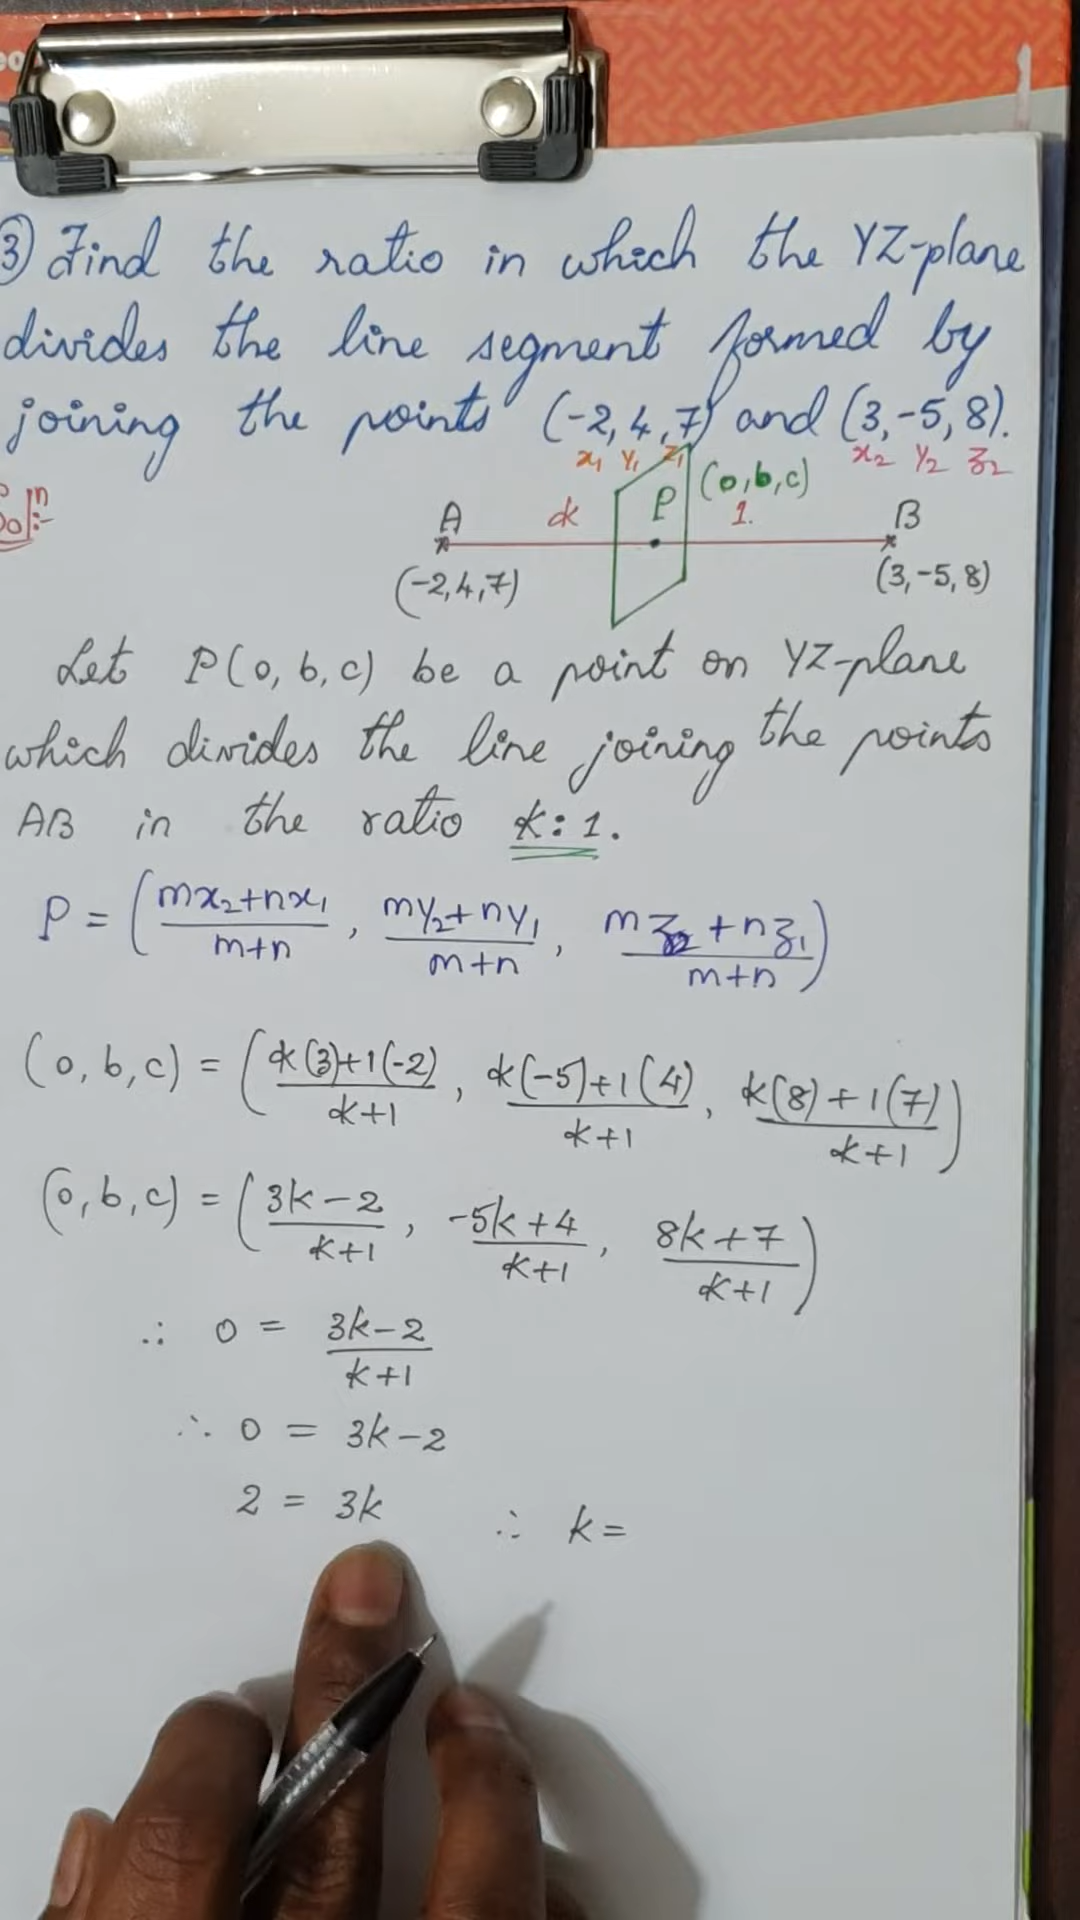 3) Find the ratio in which the YZ-plane
divides the line segment formed by
joining the points (-2,4,7) and (3,-5,8).
x₁ y₁ z₁ x₂ y₂ z₂
Solⁿ:-
A k P (0,b,c) 1. B
(-2,4,7) (3,-5,8)
Let P(0, b, c) be a point on YZ-plane
which divides the line joining the points
AB in the ratio k:1.
P = (mx₂+nx₁/m+n, my₂+ny₁/m+n, mz₂+nz₁/m+n)
(0, b, c) = (k(3)+1(-2)/k+1, k(-5)+1(4)/k+1, k(8)+1(7)/k+1)
(0, b, c) = (3k-2/k+1, -5k+4/k+1, 8k+7/k+1)
∴ 0 = 3k-2/k+1
∴ 0 = 3k-2
2 = 3k ∴ k =